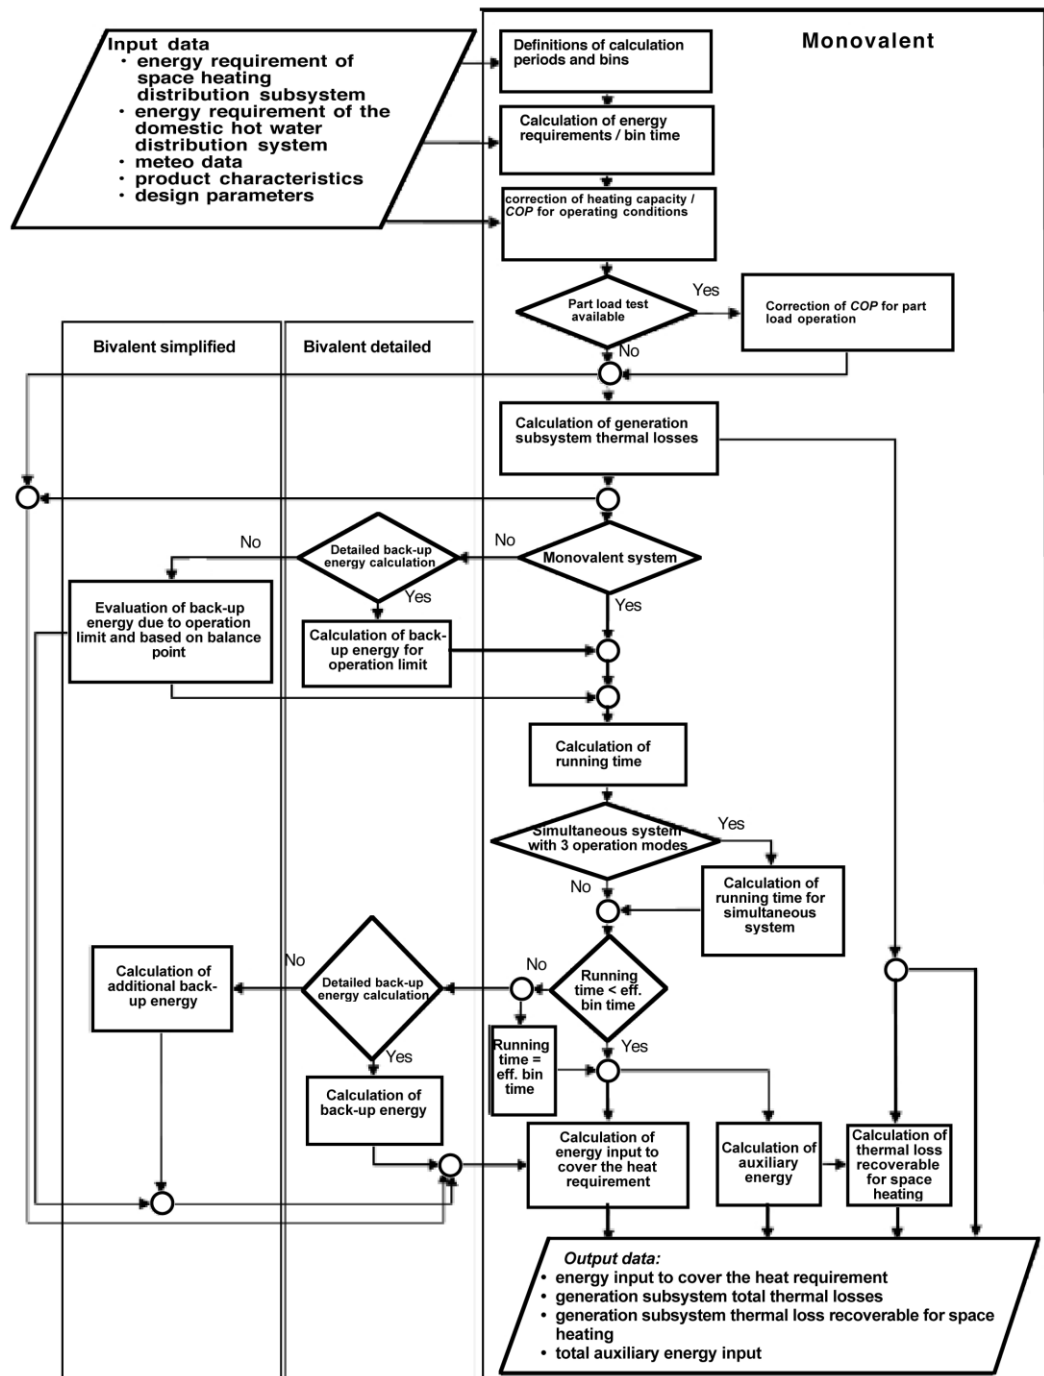 Monovalent
Input data
· energy requirement of
space heating
distribution subsystem
· energy requirement of the
domestic hot water
distribution system
· meteo data
· product characteristics
· design parameters
Definitions of calculation
periods and bins
Calculation of energy
requirements / bin time
correction of heating capacity /
COP for operating conditions
Part load test
available
Yes
Correction of COP for part
load operation
No
Bivalent simplified
Bivalent detailed
Calculation of generation
subsystem thermal losses
No
Detailed back-up
energy calculation
No
Monovalent system
Yes
Yes
Evaluation of back-up
energy due to operation
limit and based on balance
point
Calculation of back-
up energy for
operation limit
Calculation of
running time
Simultaneous system
with 3 operation modes
Yes
No
Calculation of
running time for
simultaneous
system
Calculation of
additional back-
up energy
No
Detailed back-up
energy calculation
No
Running
time < eff.
bin time
Yes
Yes
Running
time =
eff. bin
time
Calculation of
back-up energy
Calculation of
energy input to
cover the heat
requirement
Calculation of
auxiliary
energy
Calculation of
thermal loss
recoverable
for space
heating
Output data:
• energy input to cover the heat requirement
• generation subsystem total thermal losses
• generation subsystem thermal loss recoverable for space
heating
• total auxiliary energy input